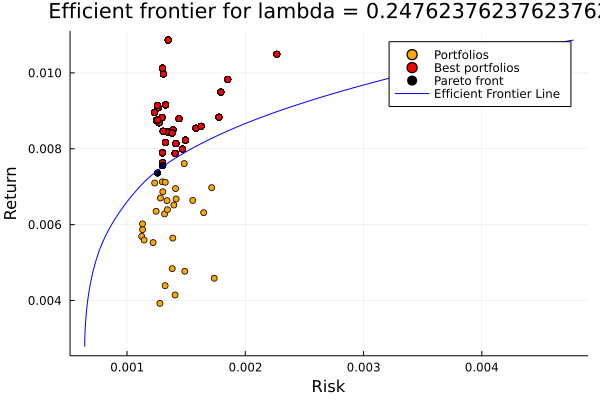 Efficient frontier for lambda = 0.2476237623762376
Portfolios
Best portfolios
Pareto front
Efficient Frontier Line
Return
0.010
0.008
0.006
0.004
0.001
0.002
0.003
0.004
Risk